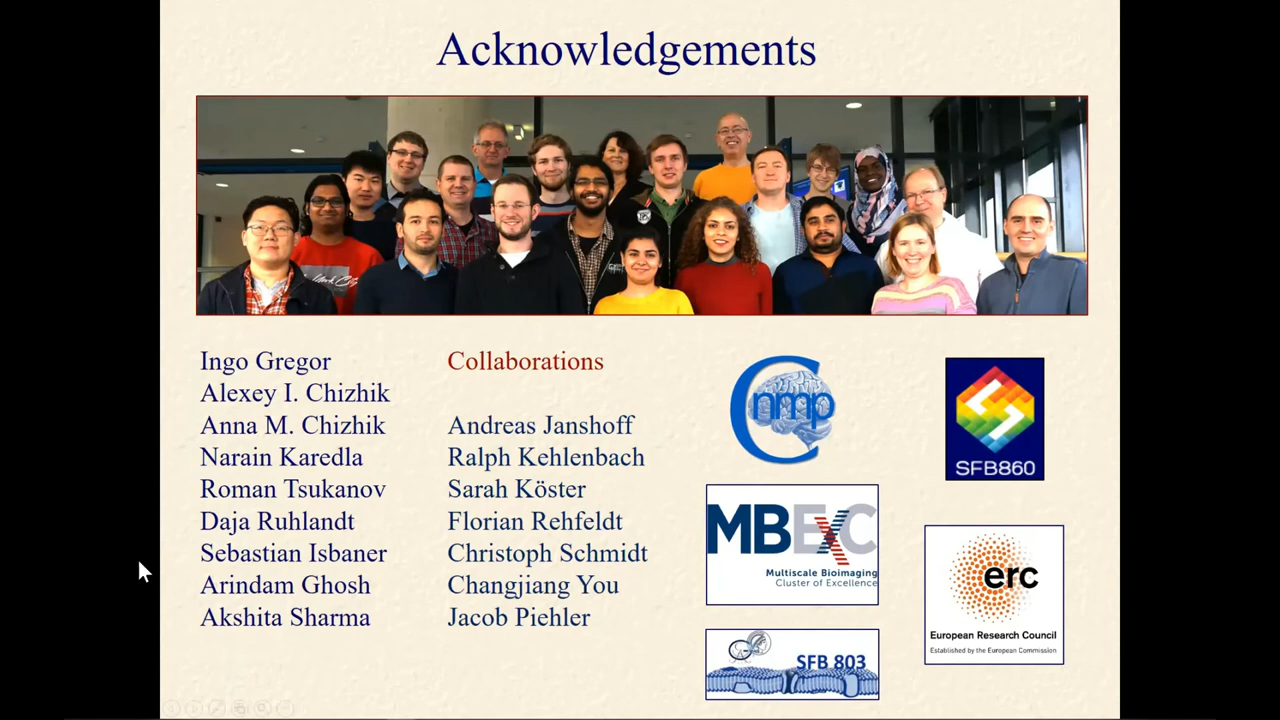 Acknowledgements
Ingo Gregor
Alexey I. Chizhik
Anna M. Chizhik
Narain Karedla
Roman Tsukanov
Daja Ruhlandt
Sebastian Isbaner
Arindam Ghosh
Akshita Sharma
Collaborations
Andreas Janshoff
Ralph Kehlenbach
Sarah Köster
Florian Rehfeldt
Christoph Schmidt
Changjiang You
Jacob Piehler
Cnmp
SFB860
MBExC
Multiscale Bioimaging
Cluster of Excellence
erc
European Research Council
Established by the European Commission
SFB 803